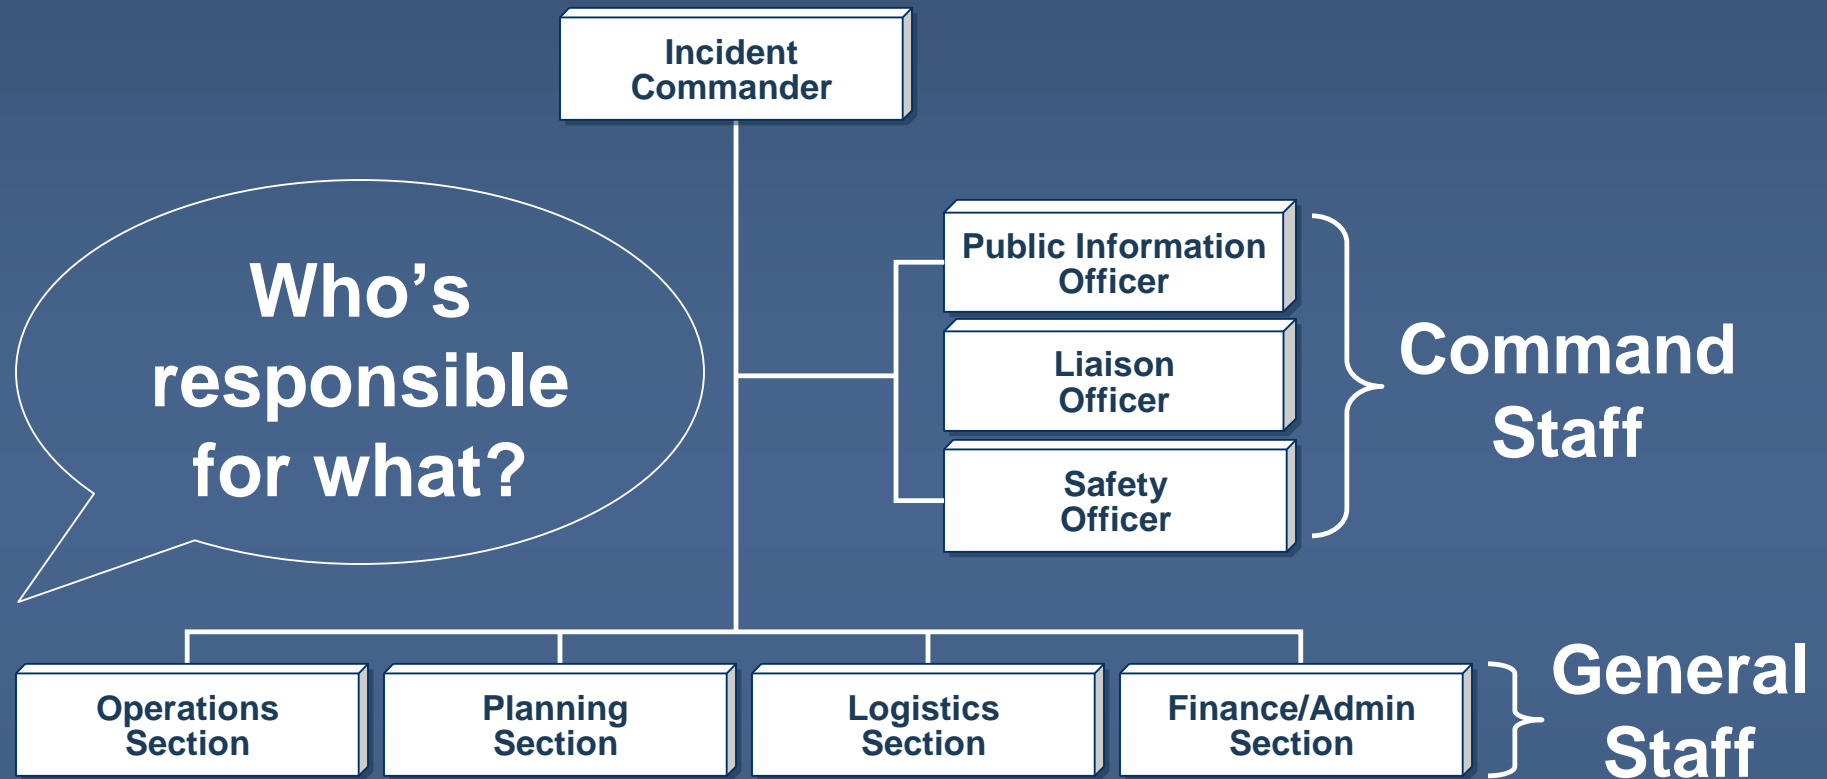 Incident
Commander
Public Information
Officer
Liaison
Officer
Safety
Officer
Command
Staff
Who’s
responsible
for what?
Operations
Section
Planning
Section
Logistics
Section
Finance/Admin
Section
General
Staff